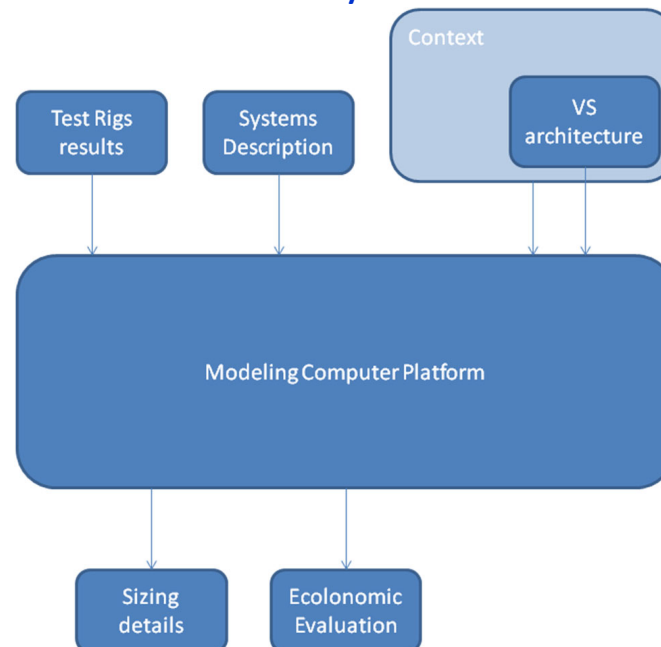 Context
Test Rigs
results
Systems
Description
VS
architecture
Modeling Computer Platform
Sizing
details
Ecolonomic
Evaluation